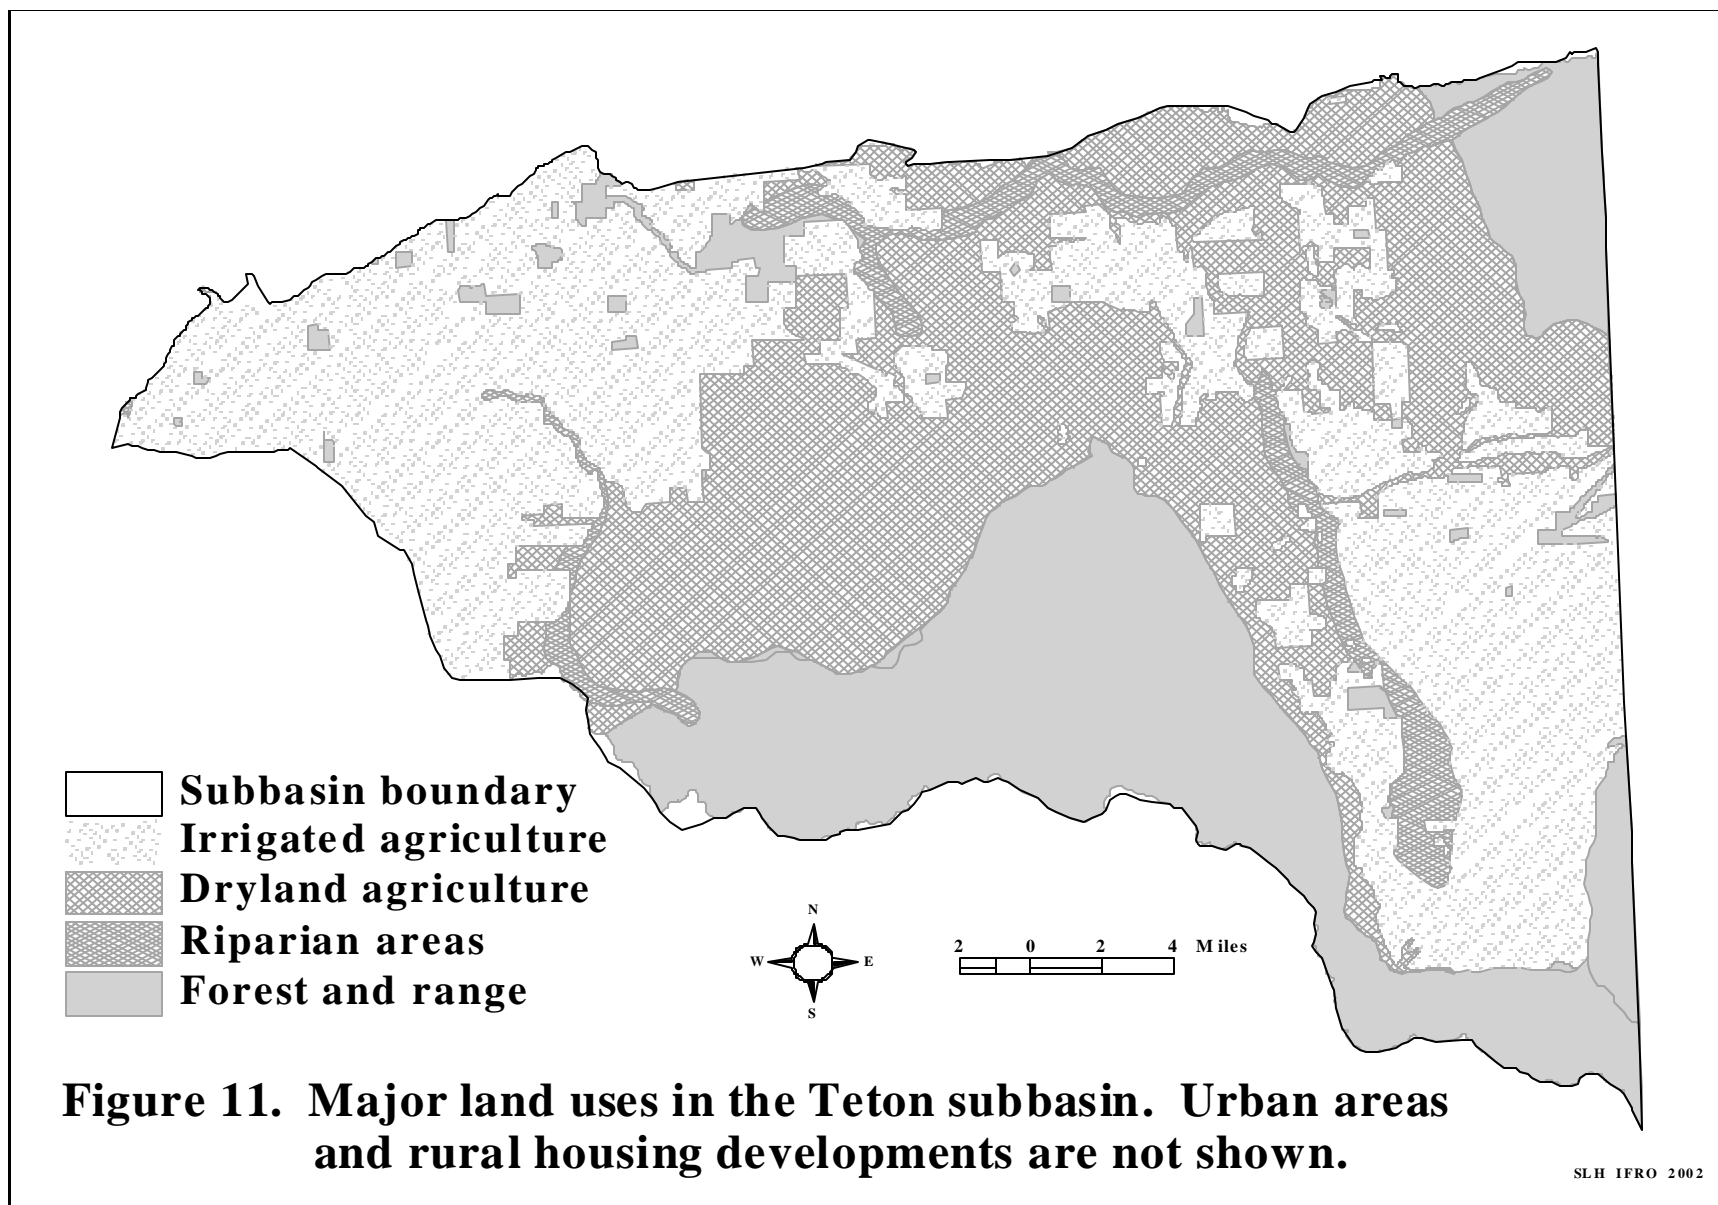 Subbasin boundary
Irrigated agriculture
Dryland agriculture
Riparian areas
Forest and range
N
W E
S
2 0 2 4 Miles
Figure 11. Major land uses in the Teton subbasin. Urban areas
and rural housing developments are not shown.
SLH IFRO 2002